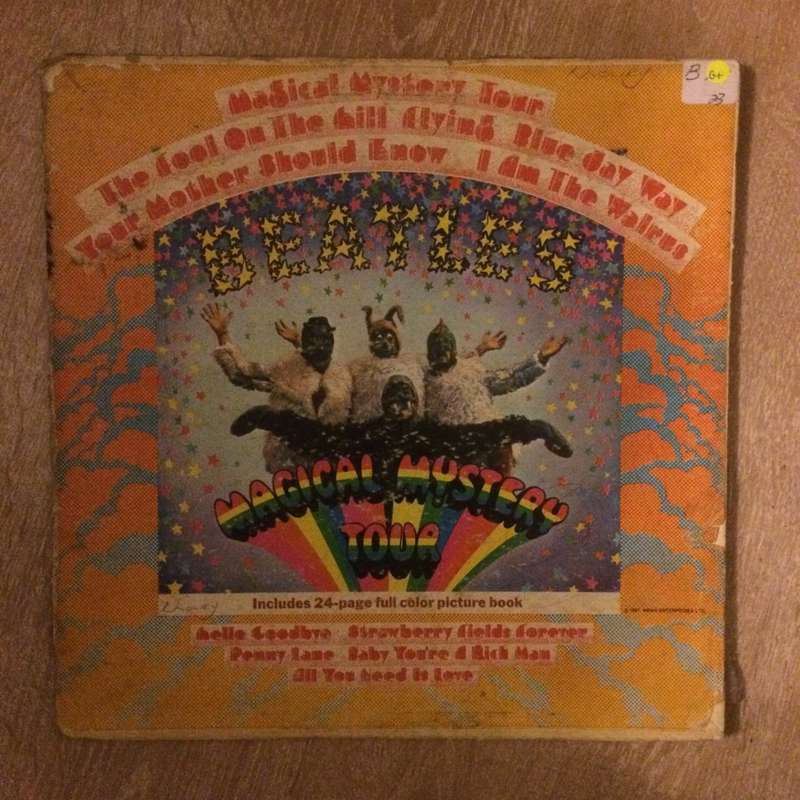 B G+
33
Magical Mystery Tour
The Fool On The Hill Flying Blue Jay Way
Your Mother Should Know I Am The Walrus
BEATLES
MAGICAL MYSTERY
TOUR
Includes 24-page full color picture book
Hello Goodbye Strawberry Fields Forever
Penny Lane Baby You're A Rich Man
All You Need Is Love